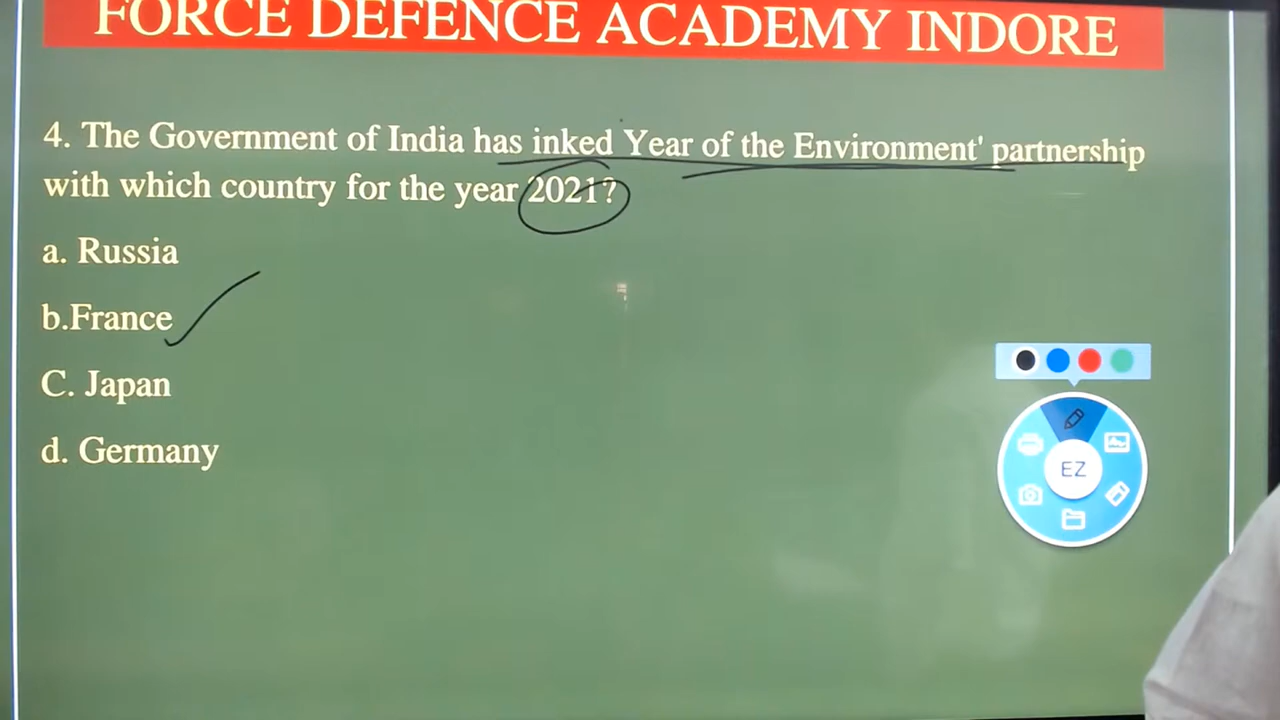 FORCE DEFENCE ACADEMY INDORE
4. The Government of India has inked Year of the Environment' partnership
with which country for the year 2021?
a. Russia
b.France
C. Japan
d. Germany
EZ